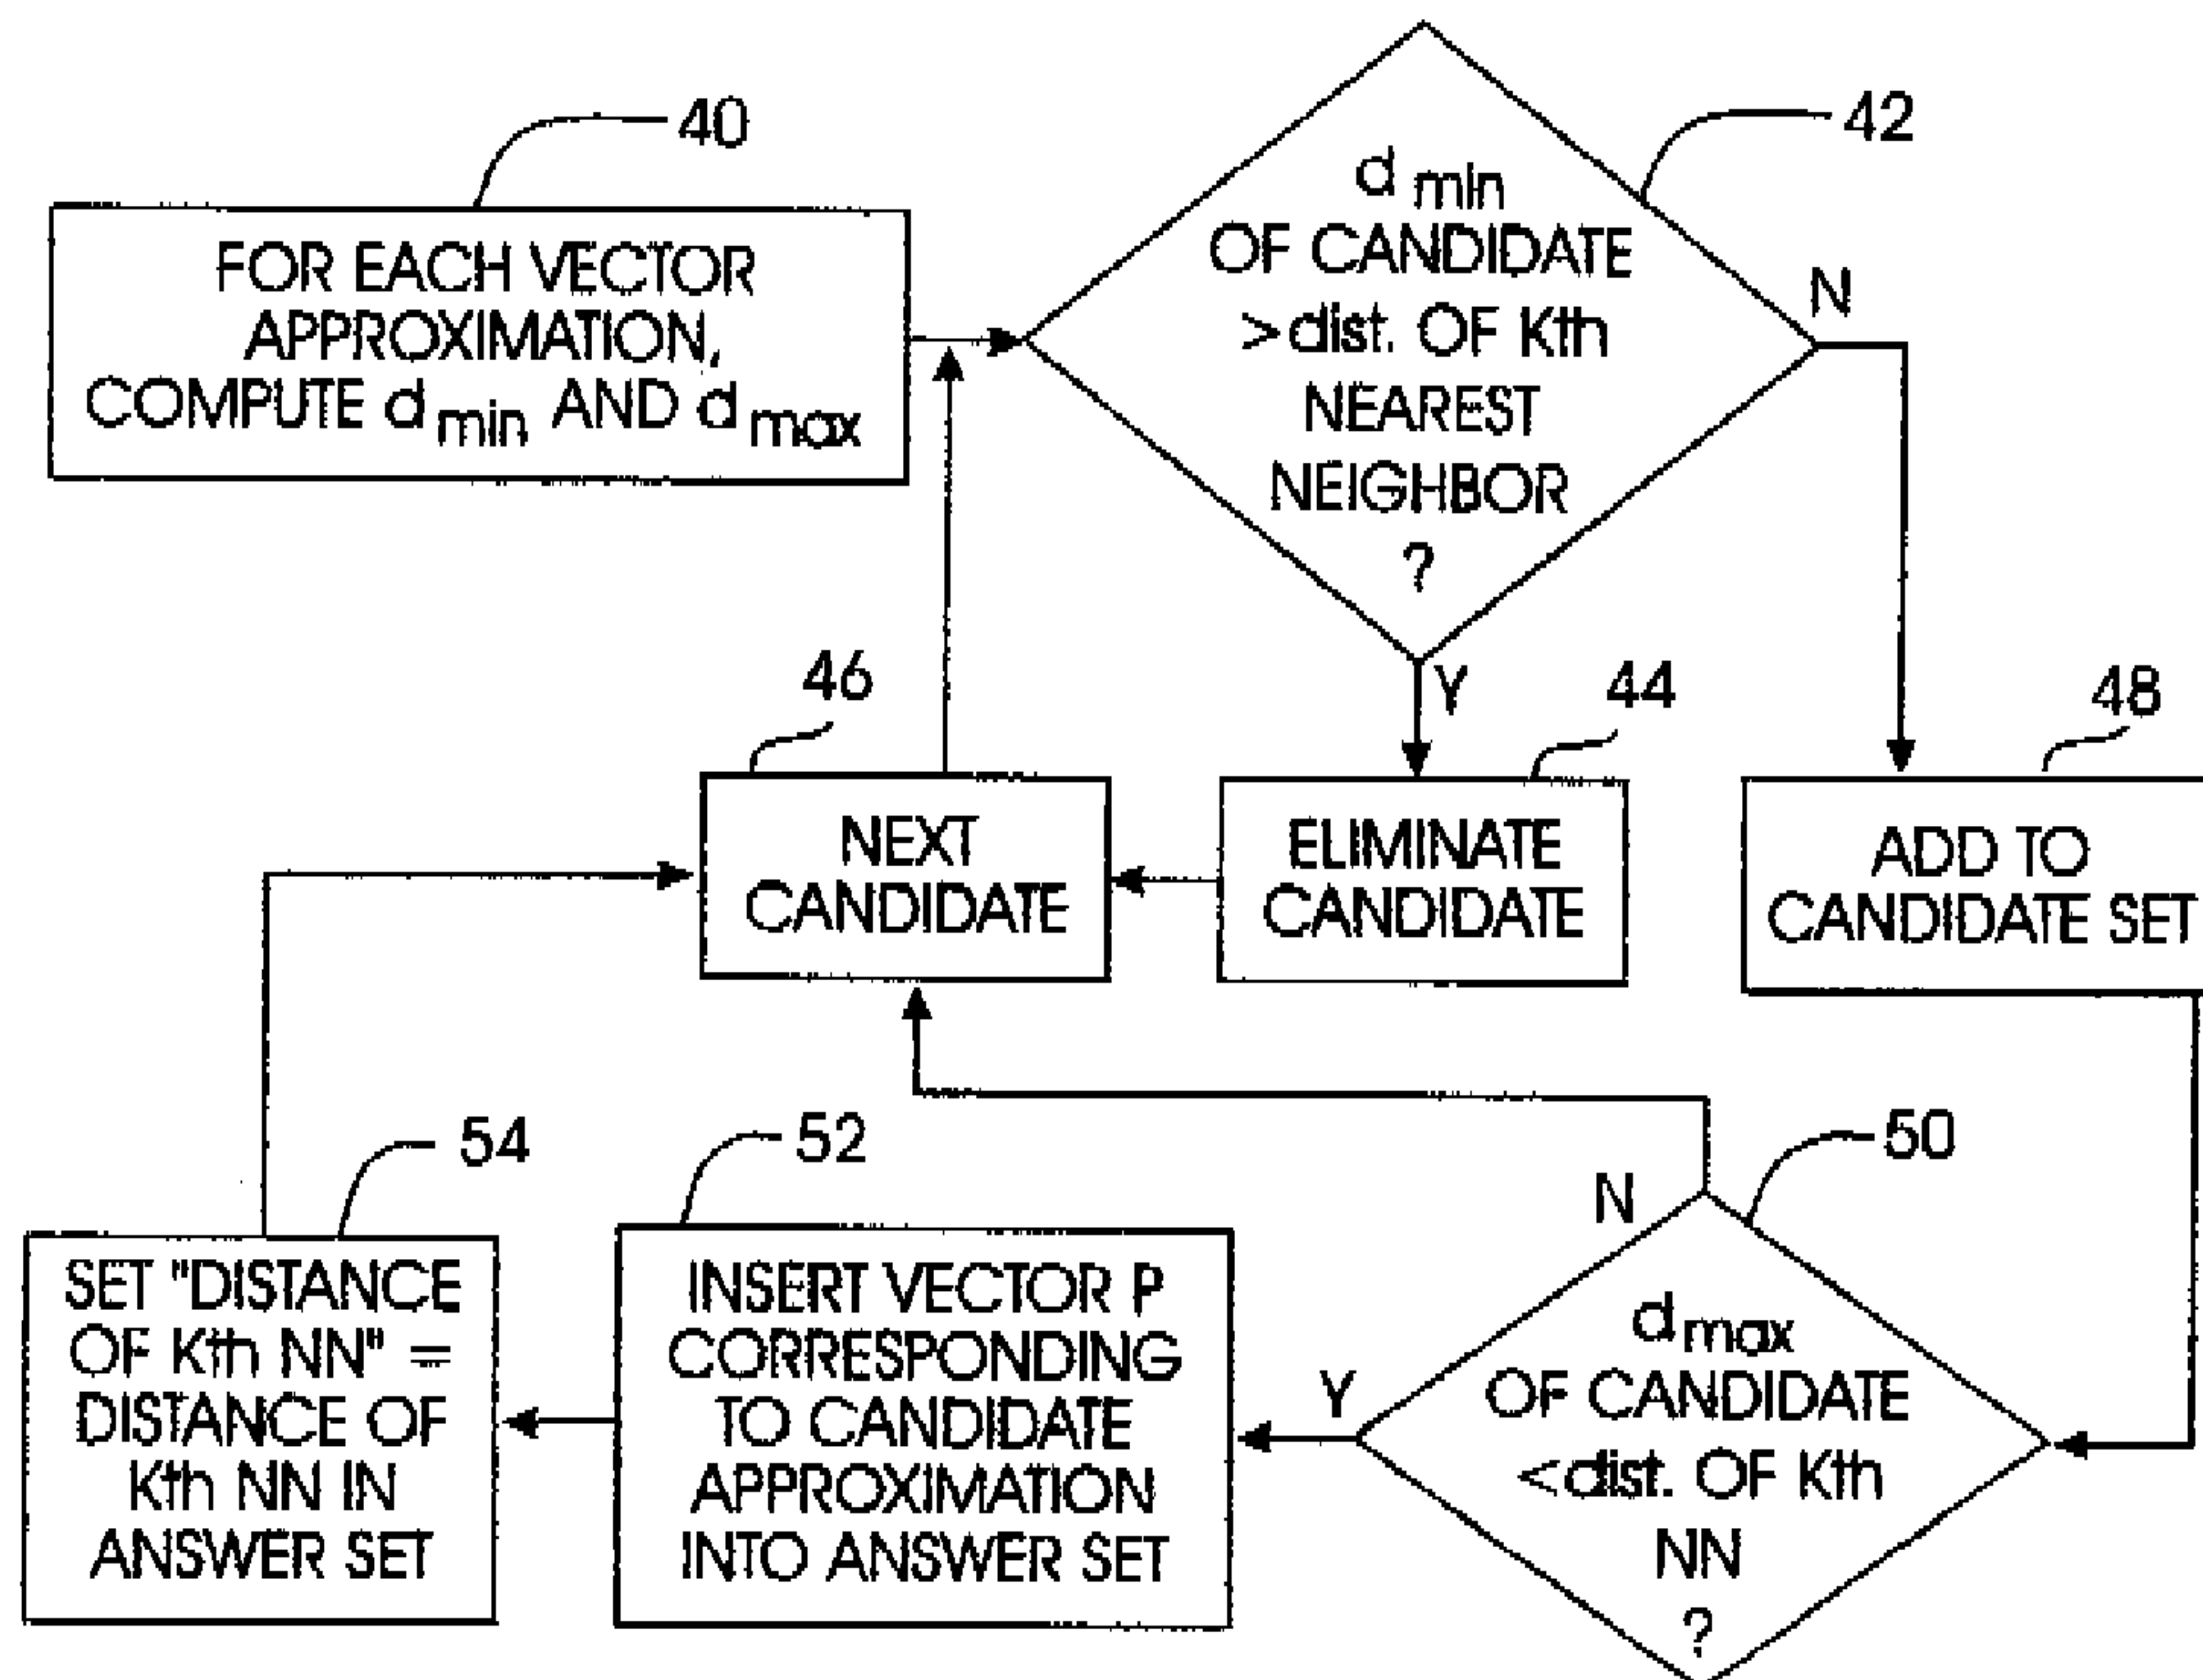 40
FOR EACH VECTOR
APPROXIMATION,
COMPUTE d min AND d max
42
d min
OF CANDIDATE
>dist. OF Kth
NEAREST
NEIGHBOR
?
N
Y
46
NEXT
CANDIDATE
44
ELIMINATE
CANDIDATE
48
ADD TO
CANDIDATE SET
54
SET "DISTANCE
OF Kth NN" =
DISTANCE OF
Kth NN IN
ANSWER SET
52
INSERT VECTOR P
CORRESPONDING
TO CANDIDATE
APPROXIMATION
INTO ANSWER SET
50
N
Y
d max
OF CANDIDATE
<dist. OF Kth
NN
?